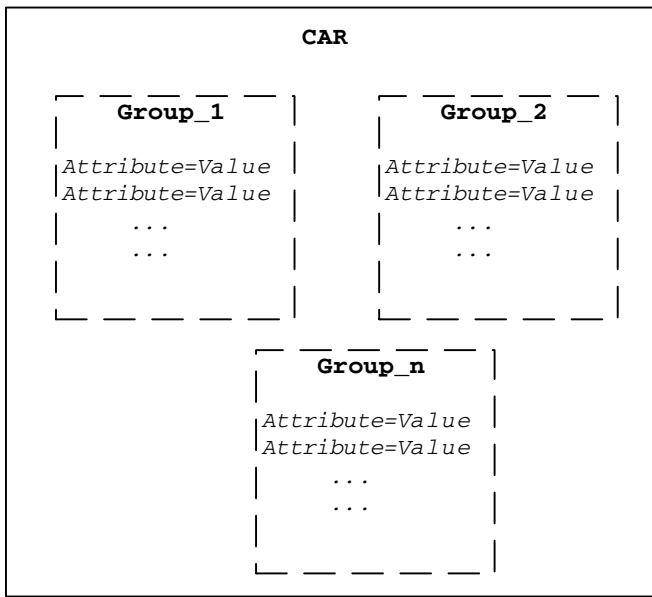 CAR
Group_1
Attribute=Value
Attribute=Value
...
...
Group_2
Attribute=Value
Attribute=Value
...
...
Group_n
Attribute=Value
Attribute=Value
...
...